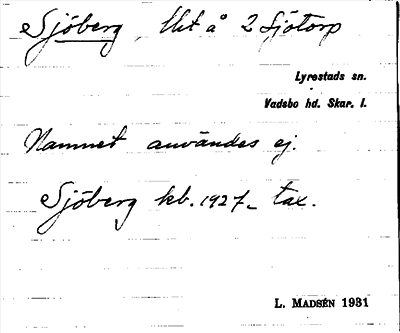 Sjöberg, Ut å 2 Sjötorp
Lyrestads sn.
Vadsbo hd. Skar. l.
Namnet användes ej.
Sjöberg kb. 1927 – tax.
L. MADSÉN 1931